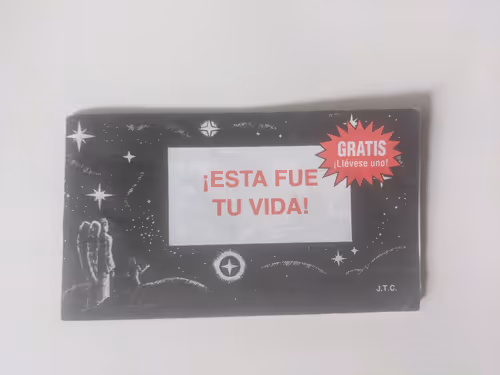 ¡ESTA FUE
TU VIDA!
GRATIS
¡Llévese uno!
J.T.C.